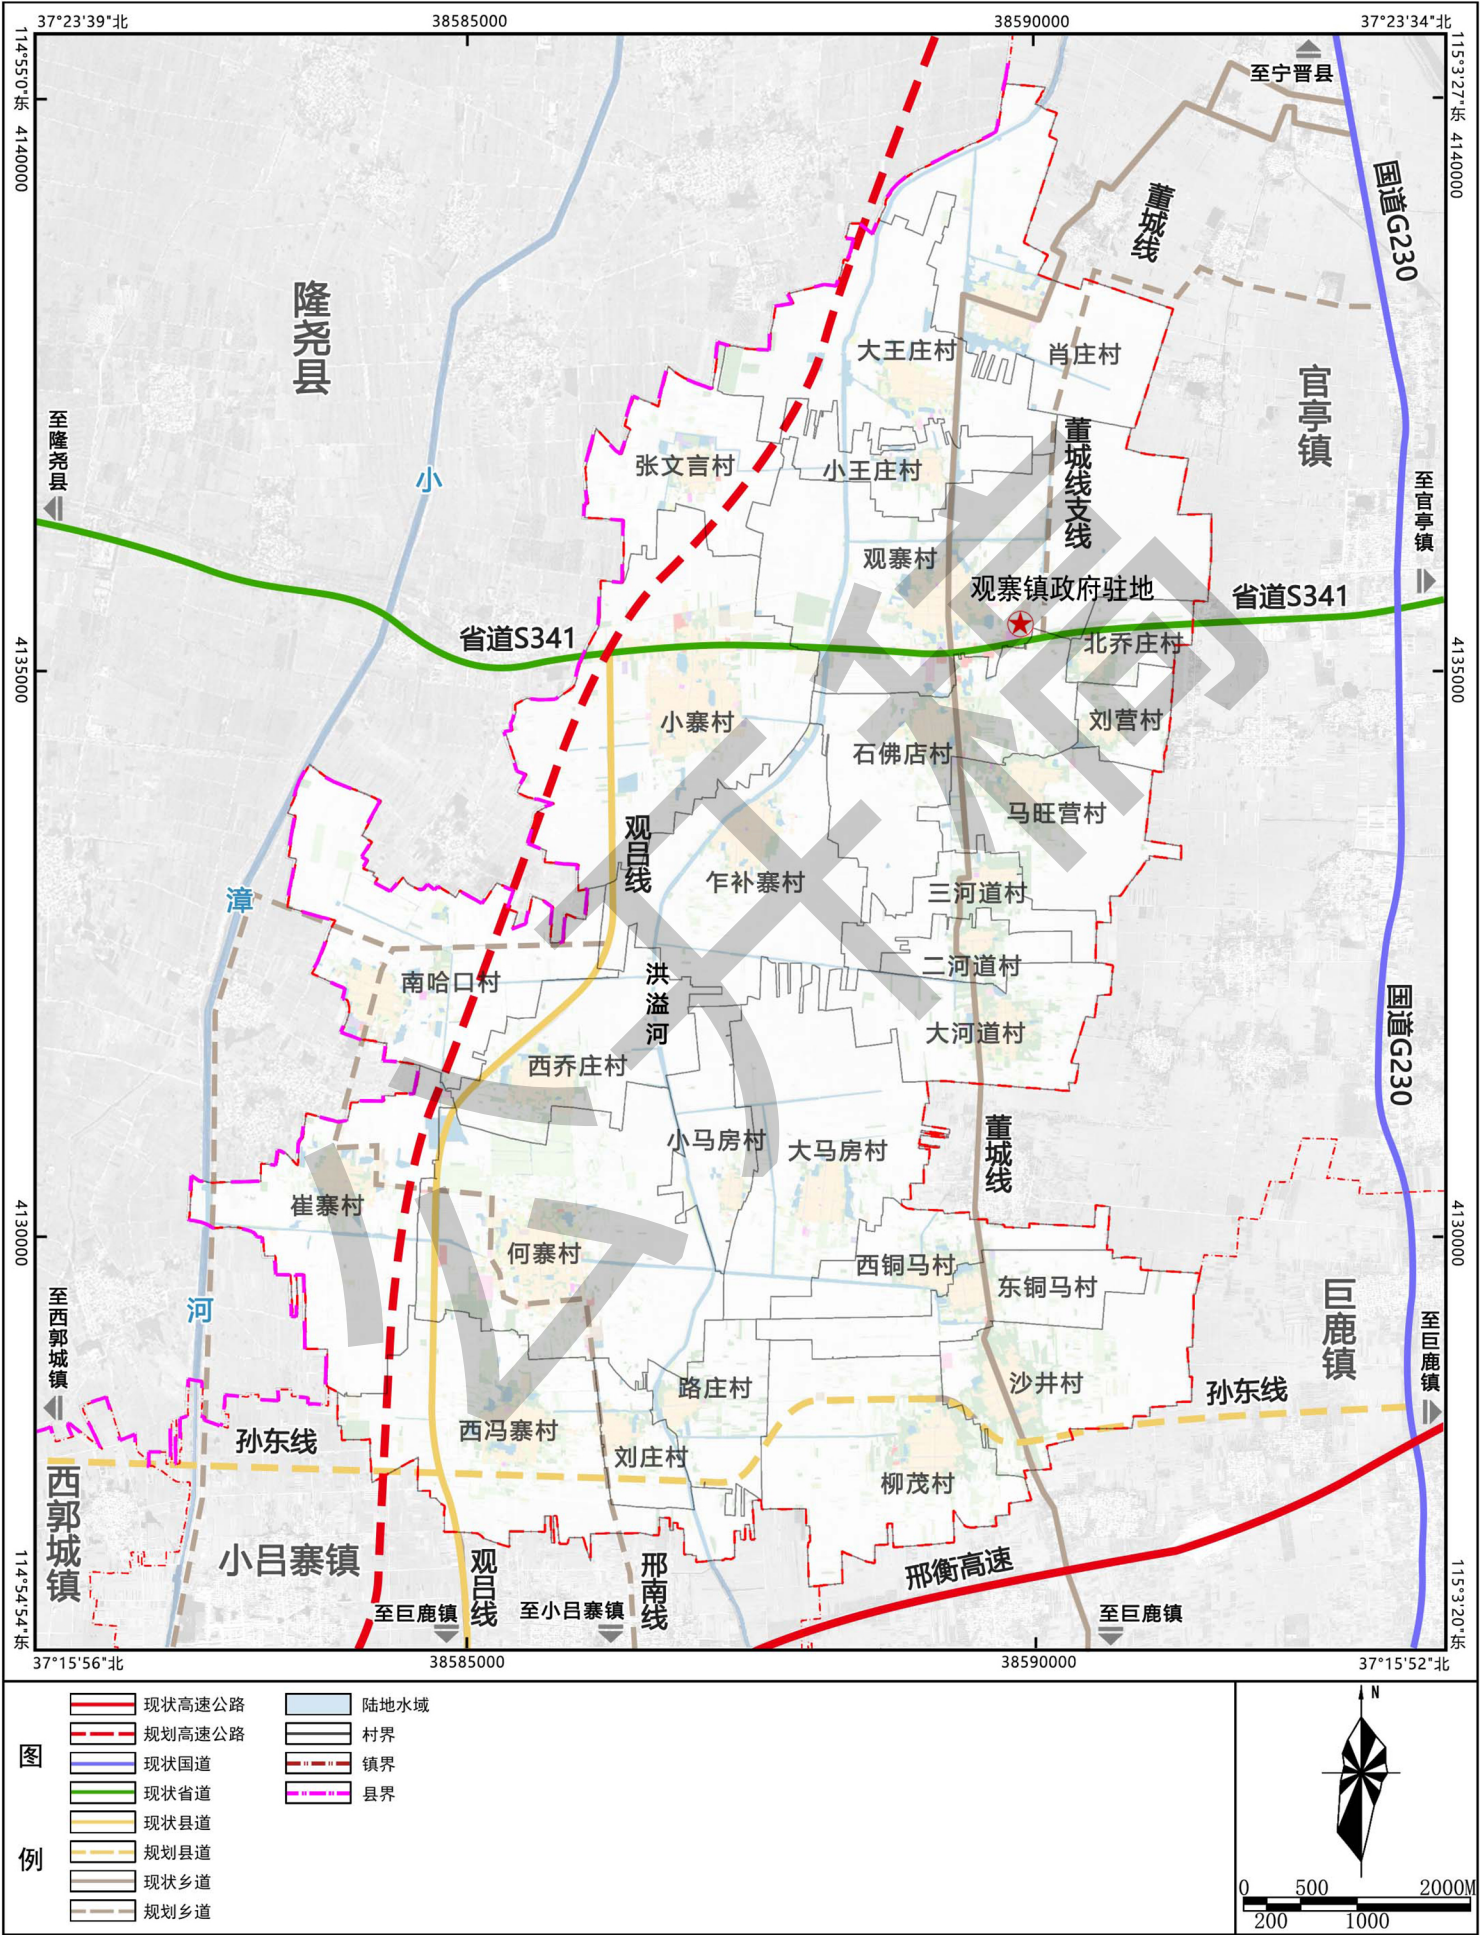 37°23'39"北
38585000
38590000
37°23'34"北
114°55'0"东
115°3'27"东
4140000
4140000
至宁晋县
国道G230
董城线
隆尧县
大王庄村
肖庄村
官亭镇
至隆尧县
董城线支线
张文言村
小王庄村
小
至官亭镇
观寨村
观寨镇政府驻地
省道S341
省道S341
北乔庄村
4135000
4135000
小寨村
刘营村
石佛店村
马旺营村
观吕线
乍补寨村
三河道村
漳
南哈口村
二河道村
洪溢河
大河道村
国道G230
西乔庄村
小马房村
大马房村
董城线
崔寨村
4130000
4130000
何寨村
西铜马村
东铜马村
河
至西郭城镇
巨鹿镇
至巨鹿镇
路庄村
沙井村
孙东线
孙东线
西冯寨村
刘庄村
柳茂村
西郭城镇
小吕寨镇
观吕线
邢南线
邢衡高速
至巨鹿镇
至小吕寨镇
至巨鹿镇
114°54'54"东
115°3'20"东
37°15'56"北
38585000
38590000
37°15'52"北
公开稿
图例
现状高速公路
规划高速公路
现状国道
现状省道
现状县道
规划县道
现状乡道
规划乡道
陆地水域
村界
镇界
县界
N
0 500 2000M
200 1000